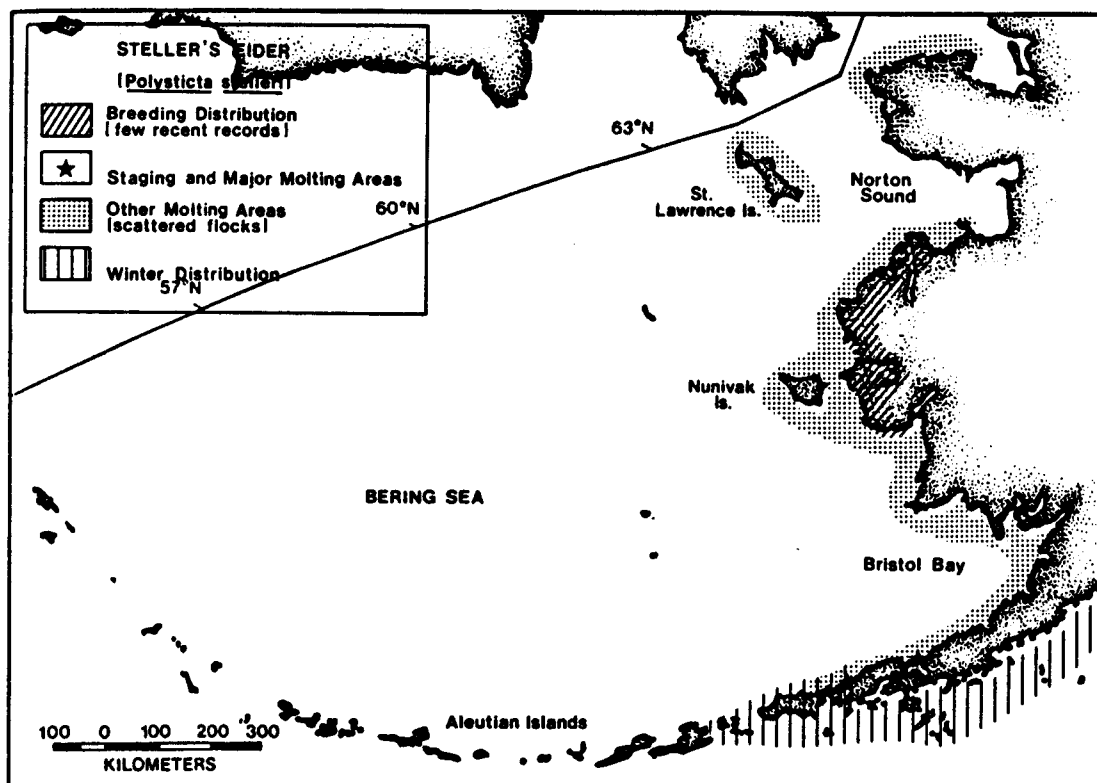 STELLER'S EIDER
(Polysticta stelleri)
Breeding Distribution
(few recent records)
Staging and Major Molting Areas
Other Molting Areas
(scattered flocks)
Winter Distribution
57°N
60°N
63°N
St.
Lawrence Is.
Norton
Sound
Nunivak
Is.
BERING SEA
Bristol Bay
Aleutian Islands
100 0 100 300
KILOMETERS